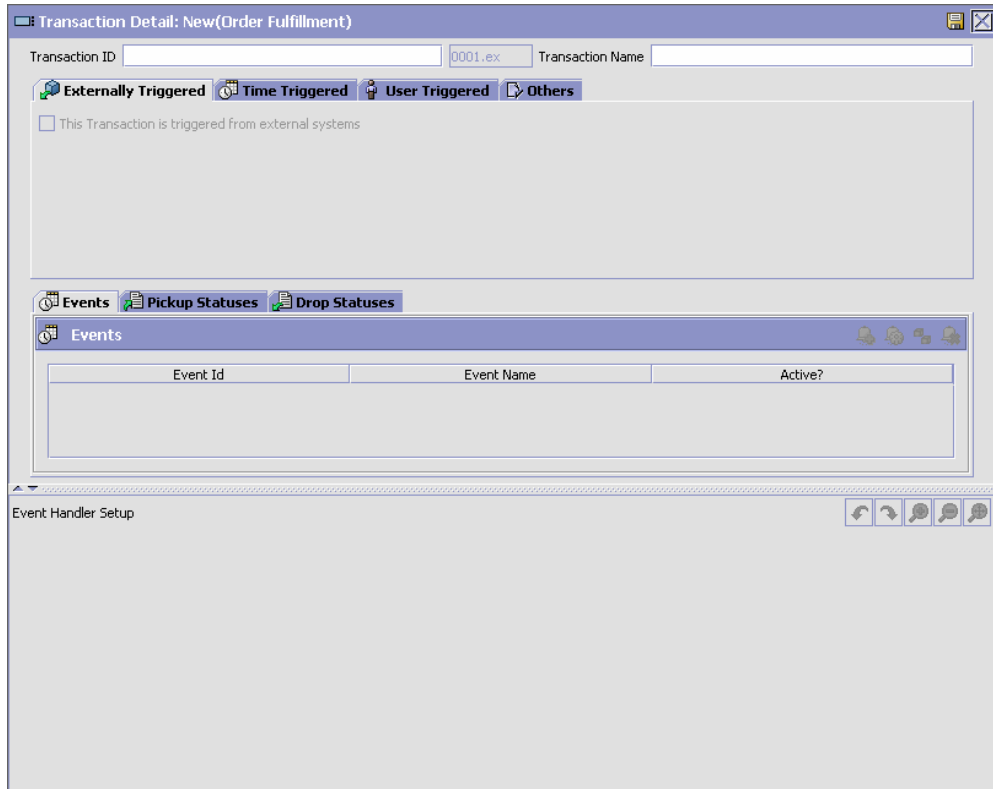 Transaction Detail: New(Order Fulfillment)
Transaction ID 0001.ex Transaction Name
Externally Triggered Time Triggered User Triggered Others
This Transaction is triggered from external systems
Events Pickup Statuses Drop Statuses
Events
Event Id Event Name Active?
Event Handler Setup